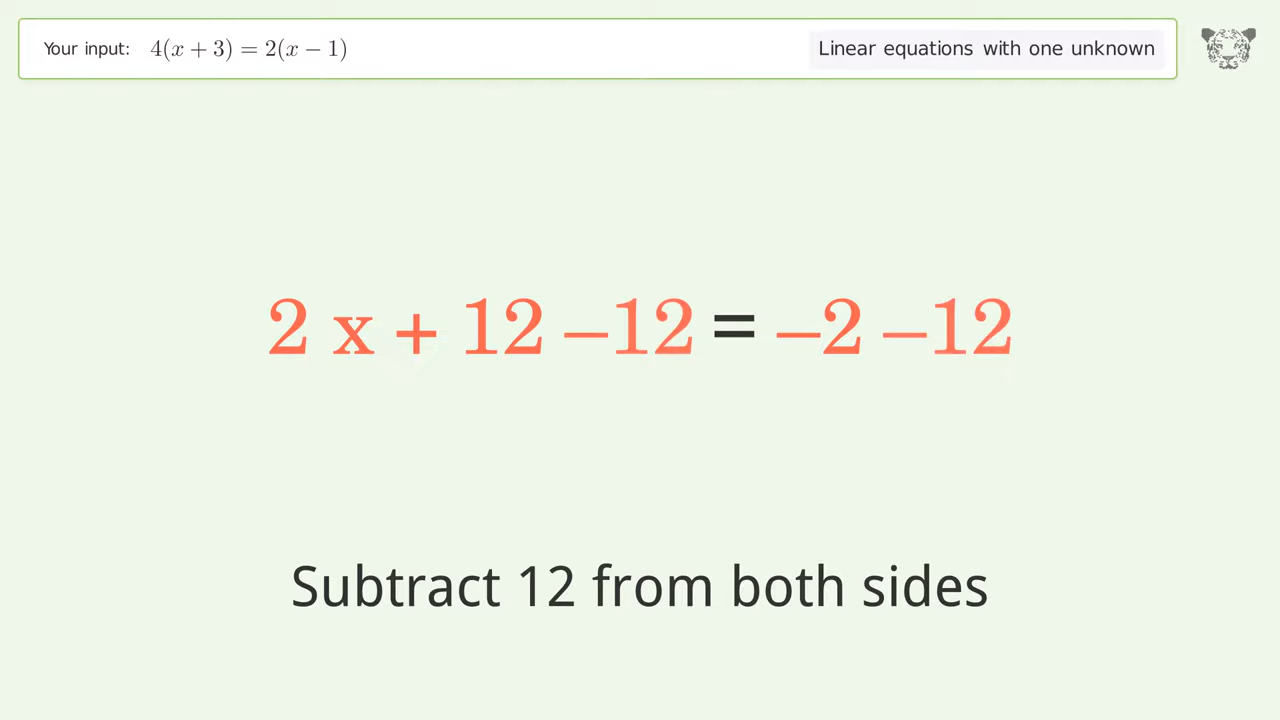 Your input: 4(x + 3) = 2(x − 1)
Linear equations with one unknown
2 x + 12 −12 = −2 −12
Subtract 12 from both sides